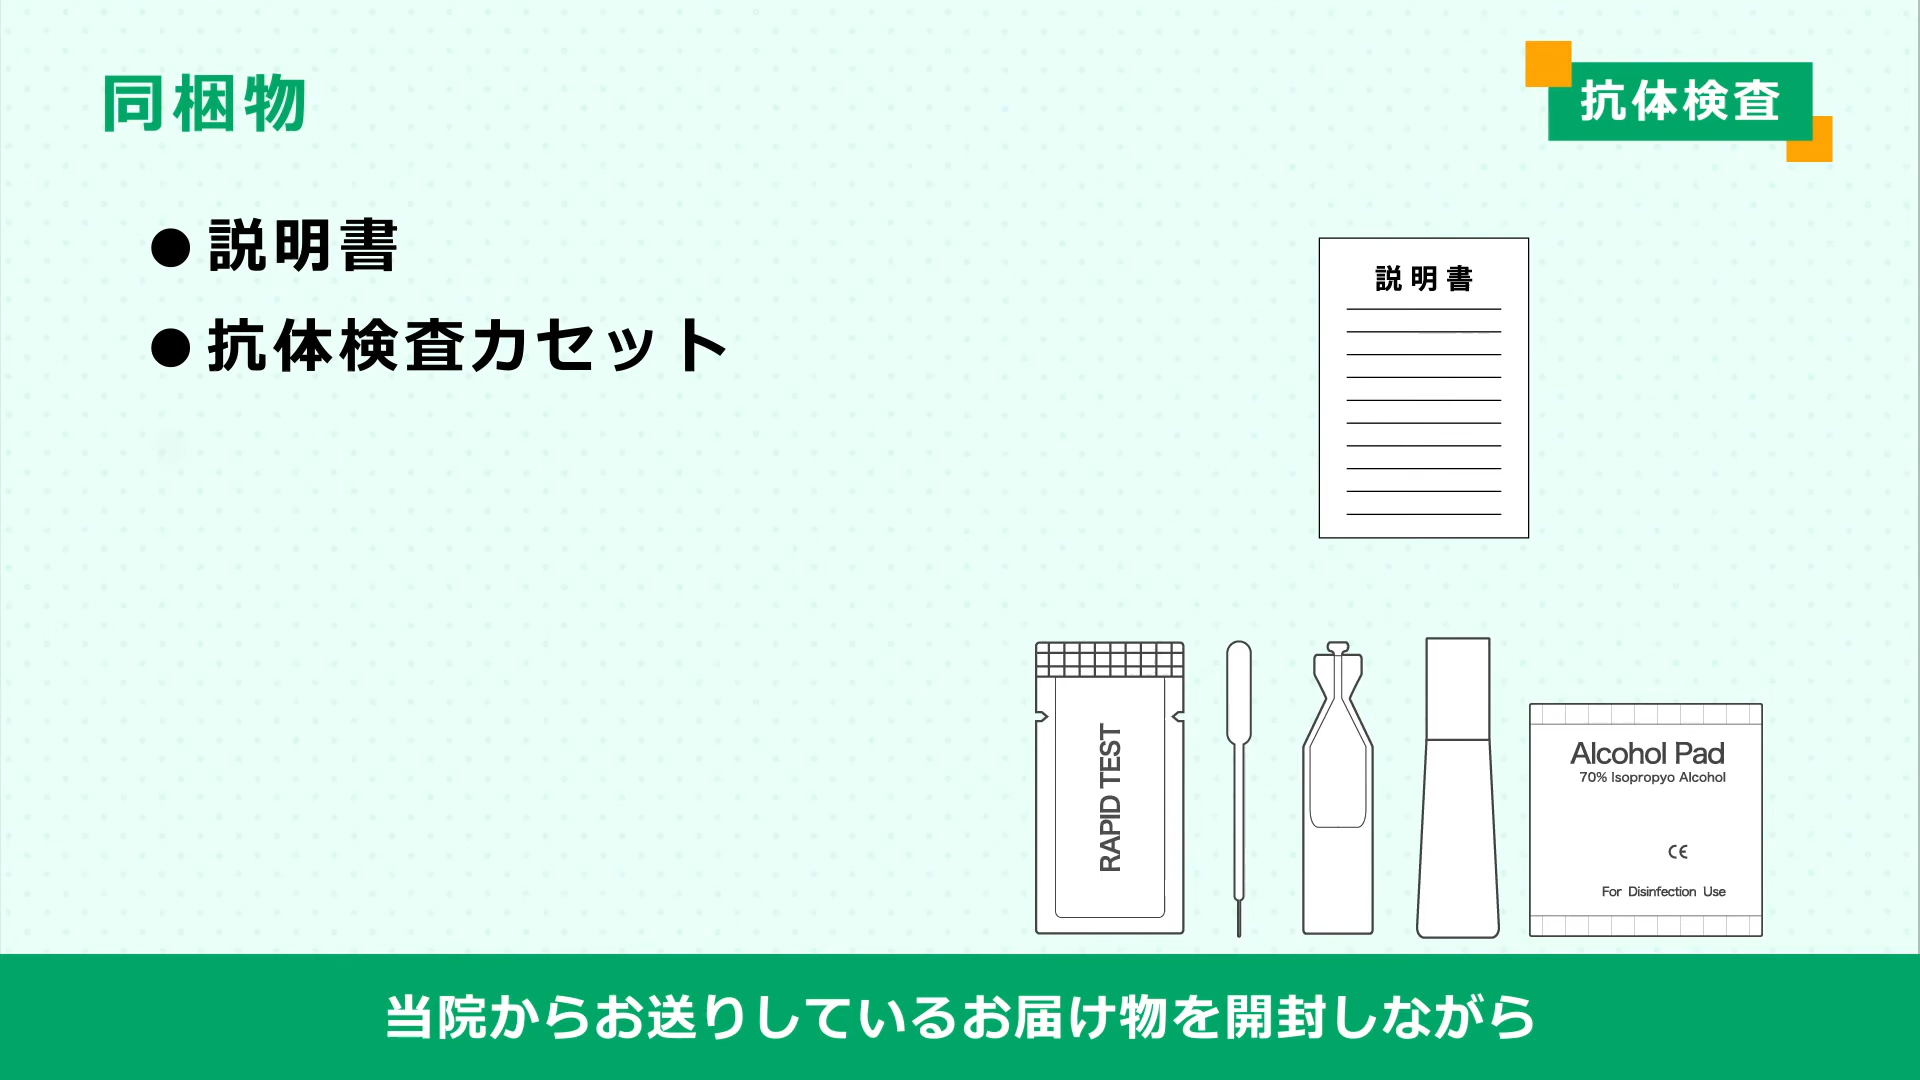 同梱物
抗体検査
● 説明書
● 抗体検査カセット
説明書
RAPID TEST
Alcohol Pad
70% Isopropyo Alcohol
CE
For Disinfection Use
当院からお送りしているお届け物を開封しながら